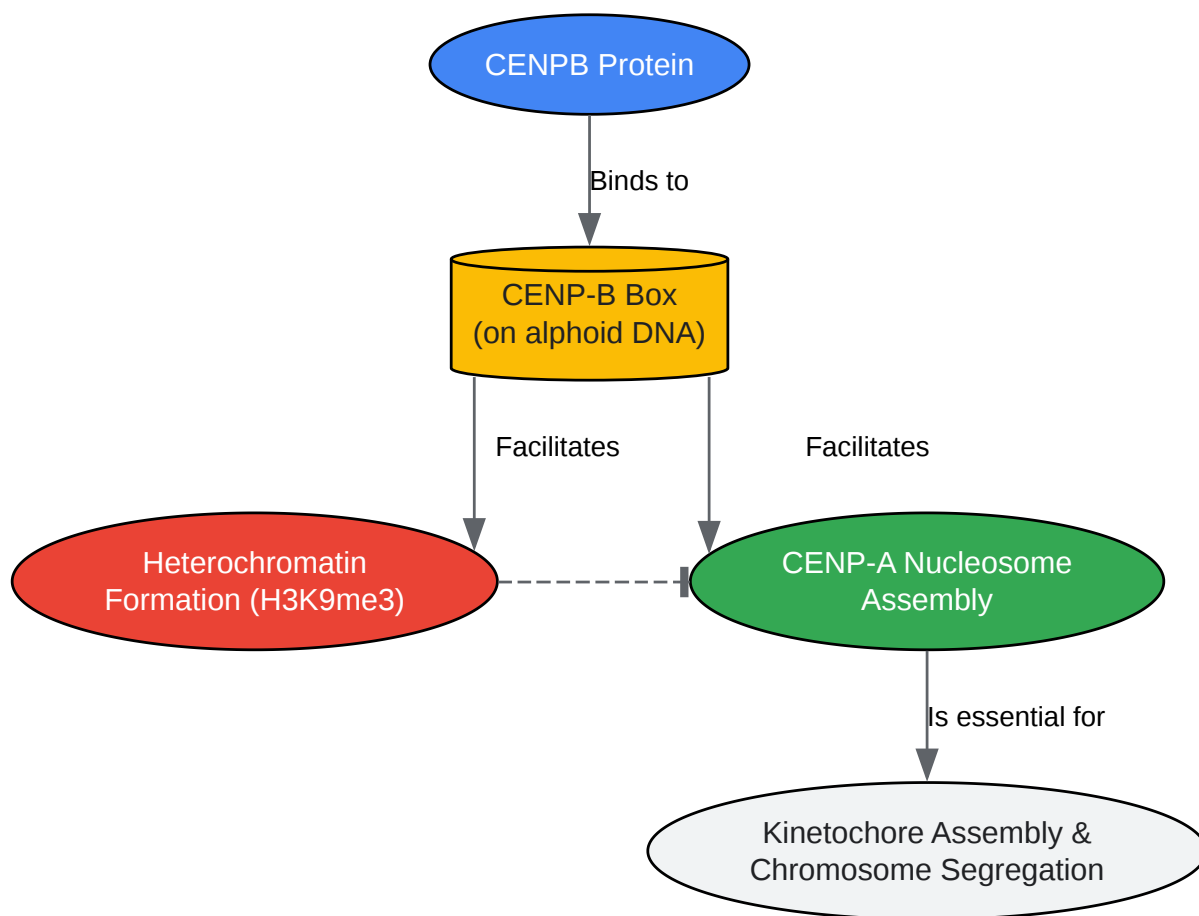 CENPB Protein
Binds to
CENP-B Box
(on alphoid DNA)
Facilitates
Facilitates
Heterochromatin
Formation (H3K9me3)
CENP-A Nucleosome
Assembly
Is essential for
Kinetochore Assembly &
Chromosome Segregation